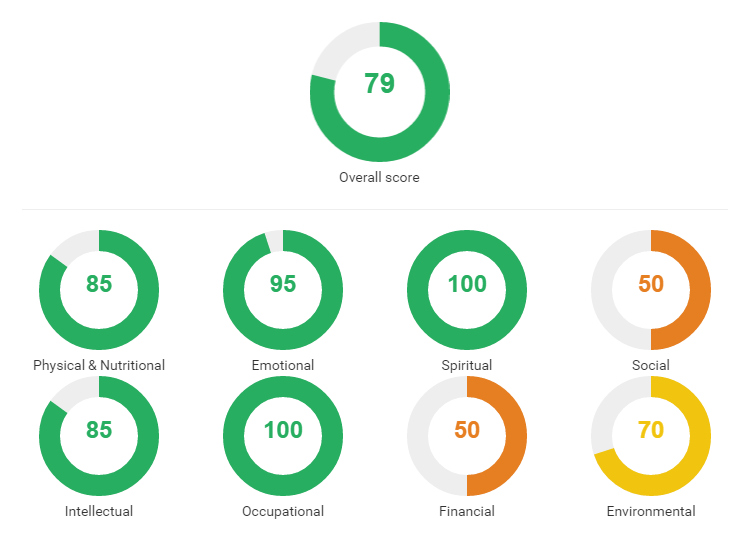 79
Overall score
85
95
100
50
Physical & Nutritional
Emotional
Spiritual
Social
85
100
50
70
Intellectual
Occupational
Financial
Environmental